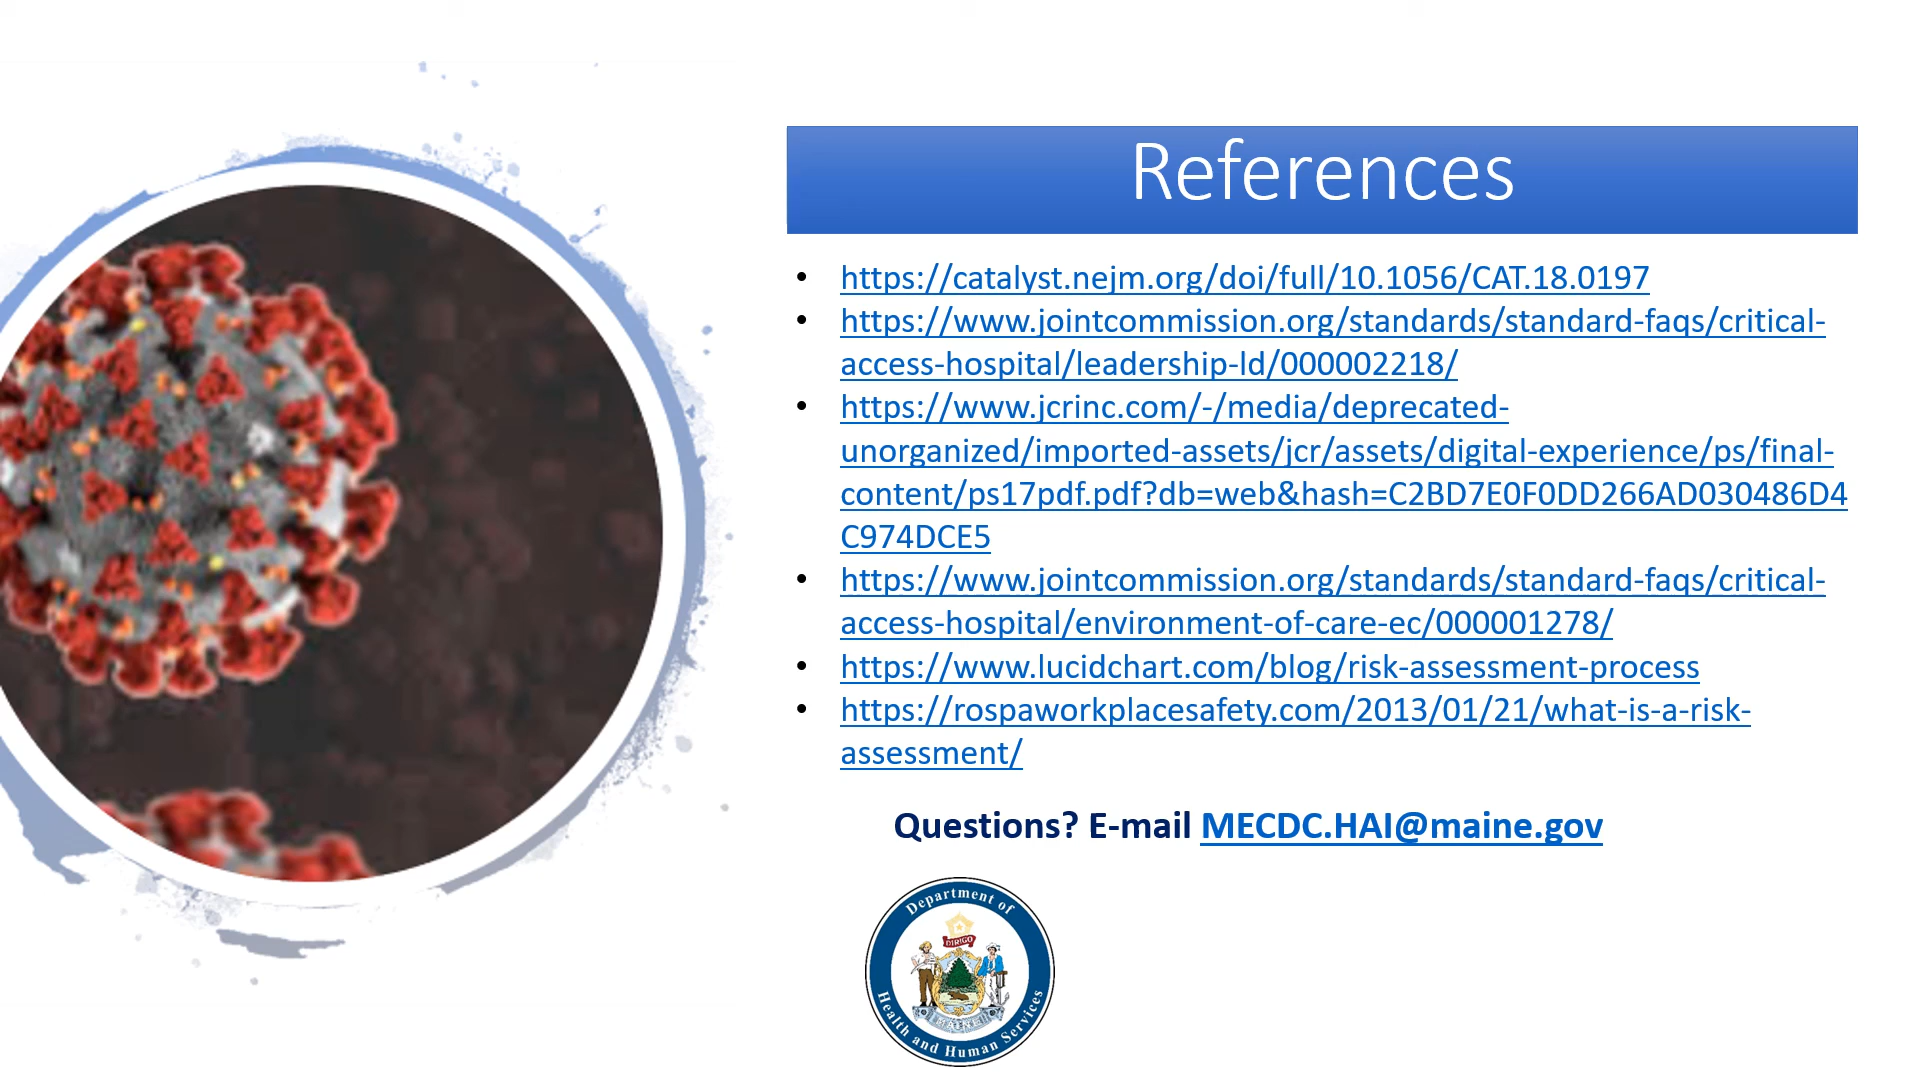 References
• https://catalyst.nejm.org/doi/full/10.1056/CAT.18.0197
• https://www.jointcommission.org/standards/standard-faqs/critical-
access-hospital/leadership-ld/000002218/
• https://www.jcrinc.com/-/media/deprecated-
unorganized/imported-assets/jcr/assets/digital-experience/ps/final-
content/ps17pdf.pdf?db=web&hash=C2BD7E0F0DD266AD030486D4
C974DCE5
• https://www.jointcommission.org/standards/standard-faqs/critical-
access-hospital/environment-of-care-ec/000001278/
• https://www.lucidchart.com/blog/risk-assessment-process
• https://rospaworkplacesafety.com/2013/01/21/what-is-a-risk-
assessment/
Questions? E-mail MECDC.HAI@maine.gov
Department of
DIRIGO
MAINE
Health and Human Services